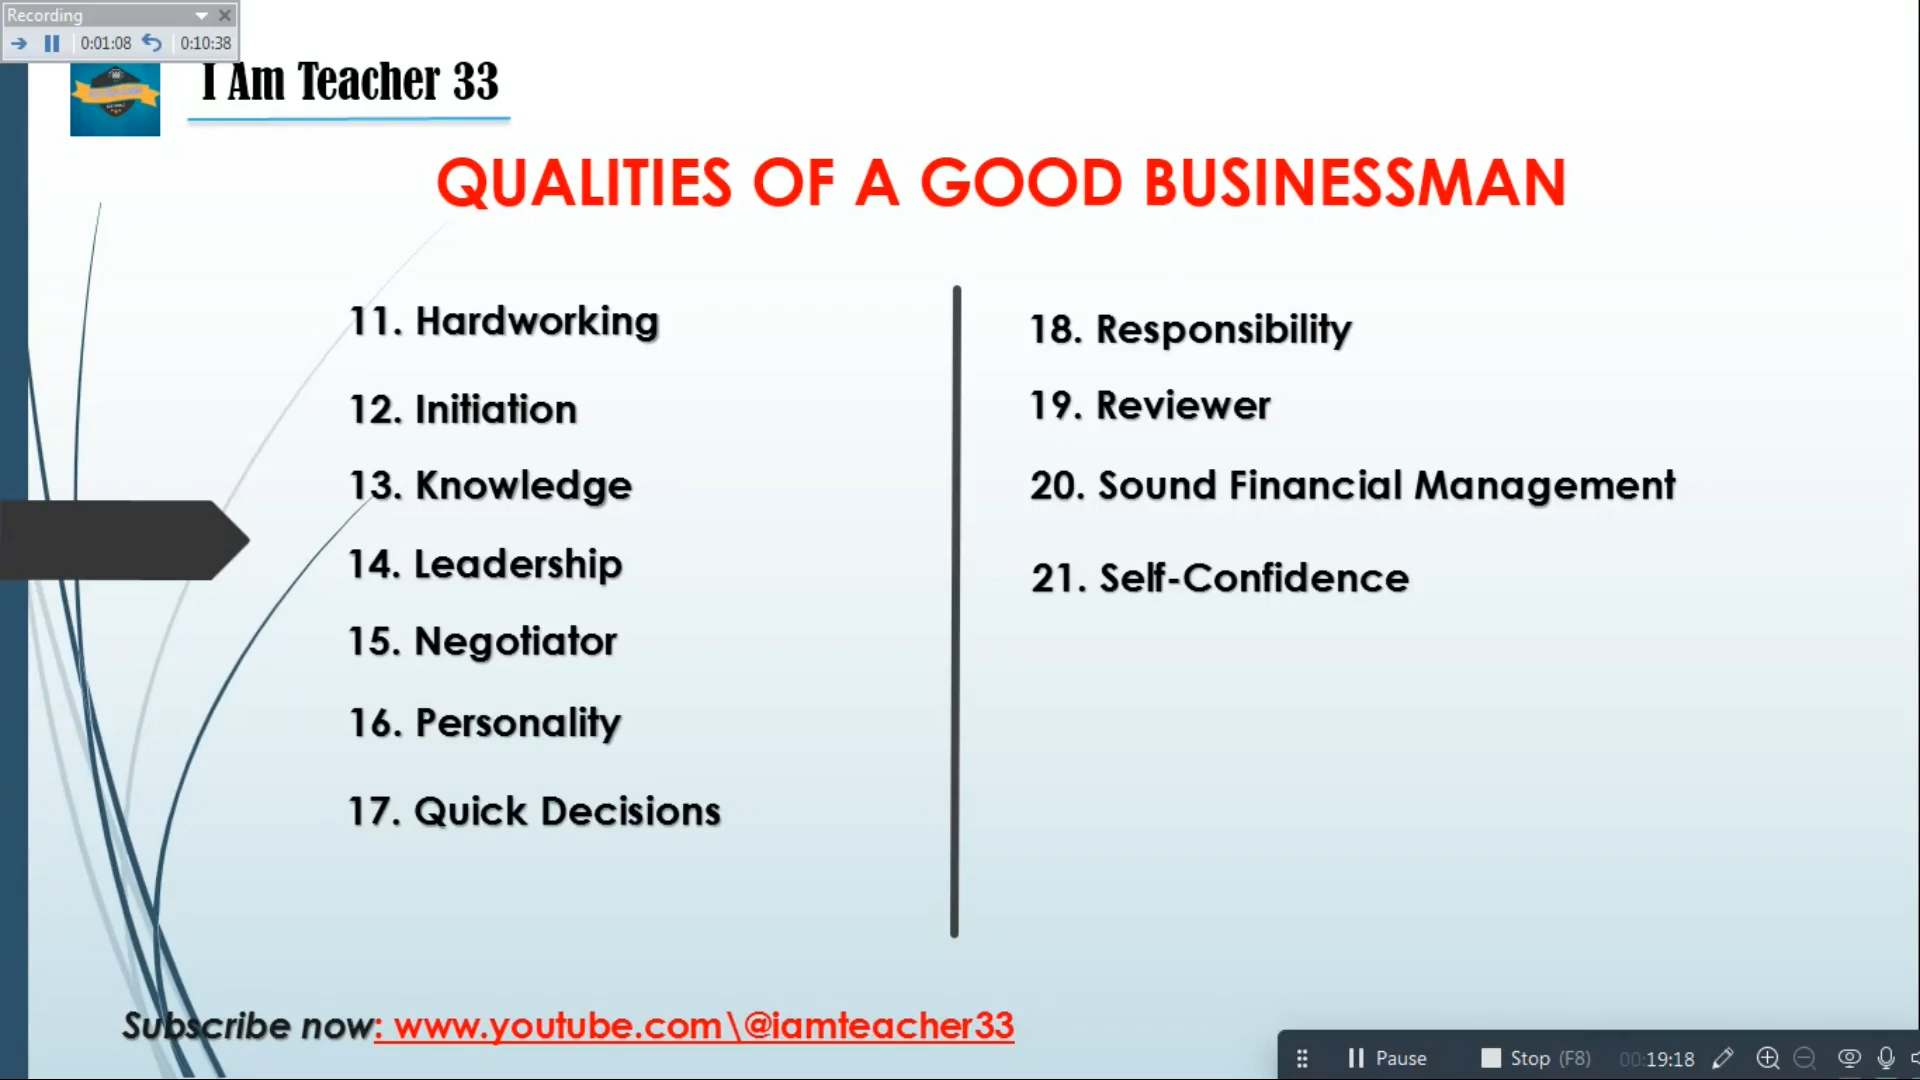 Recording
0:01:08 0:10:38
I Am Teacher 33
QUALITIES OF A GOOD BUSINESSMAN
11. Hardworking
12. Initiation
13. Knowledge
14. Leadership
15. Negotiator
16. Personality
17. Quick Decisions
18. Responsibility
19. Reviewer
20. Sound Financial Management
21. Self-Confidence
Subscribe now: www.youtube.com\@iamteacher33
Pause Stop (F8) 00:19:18